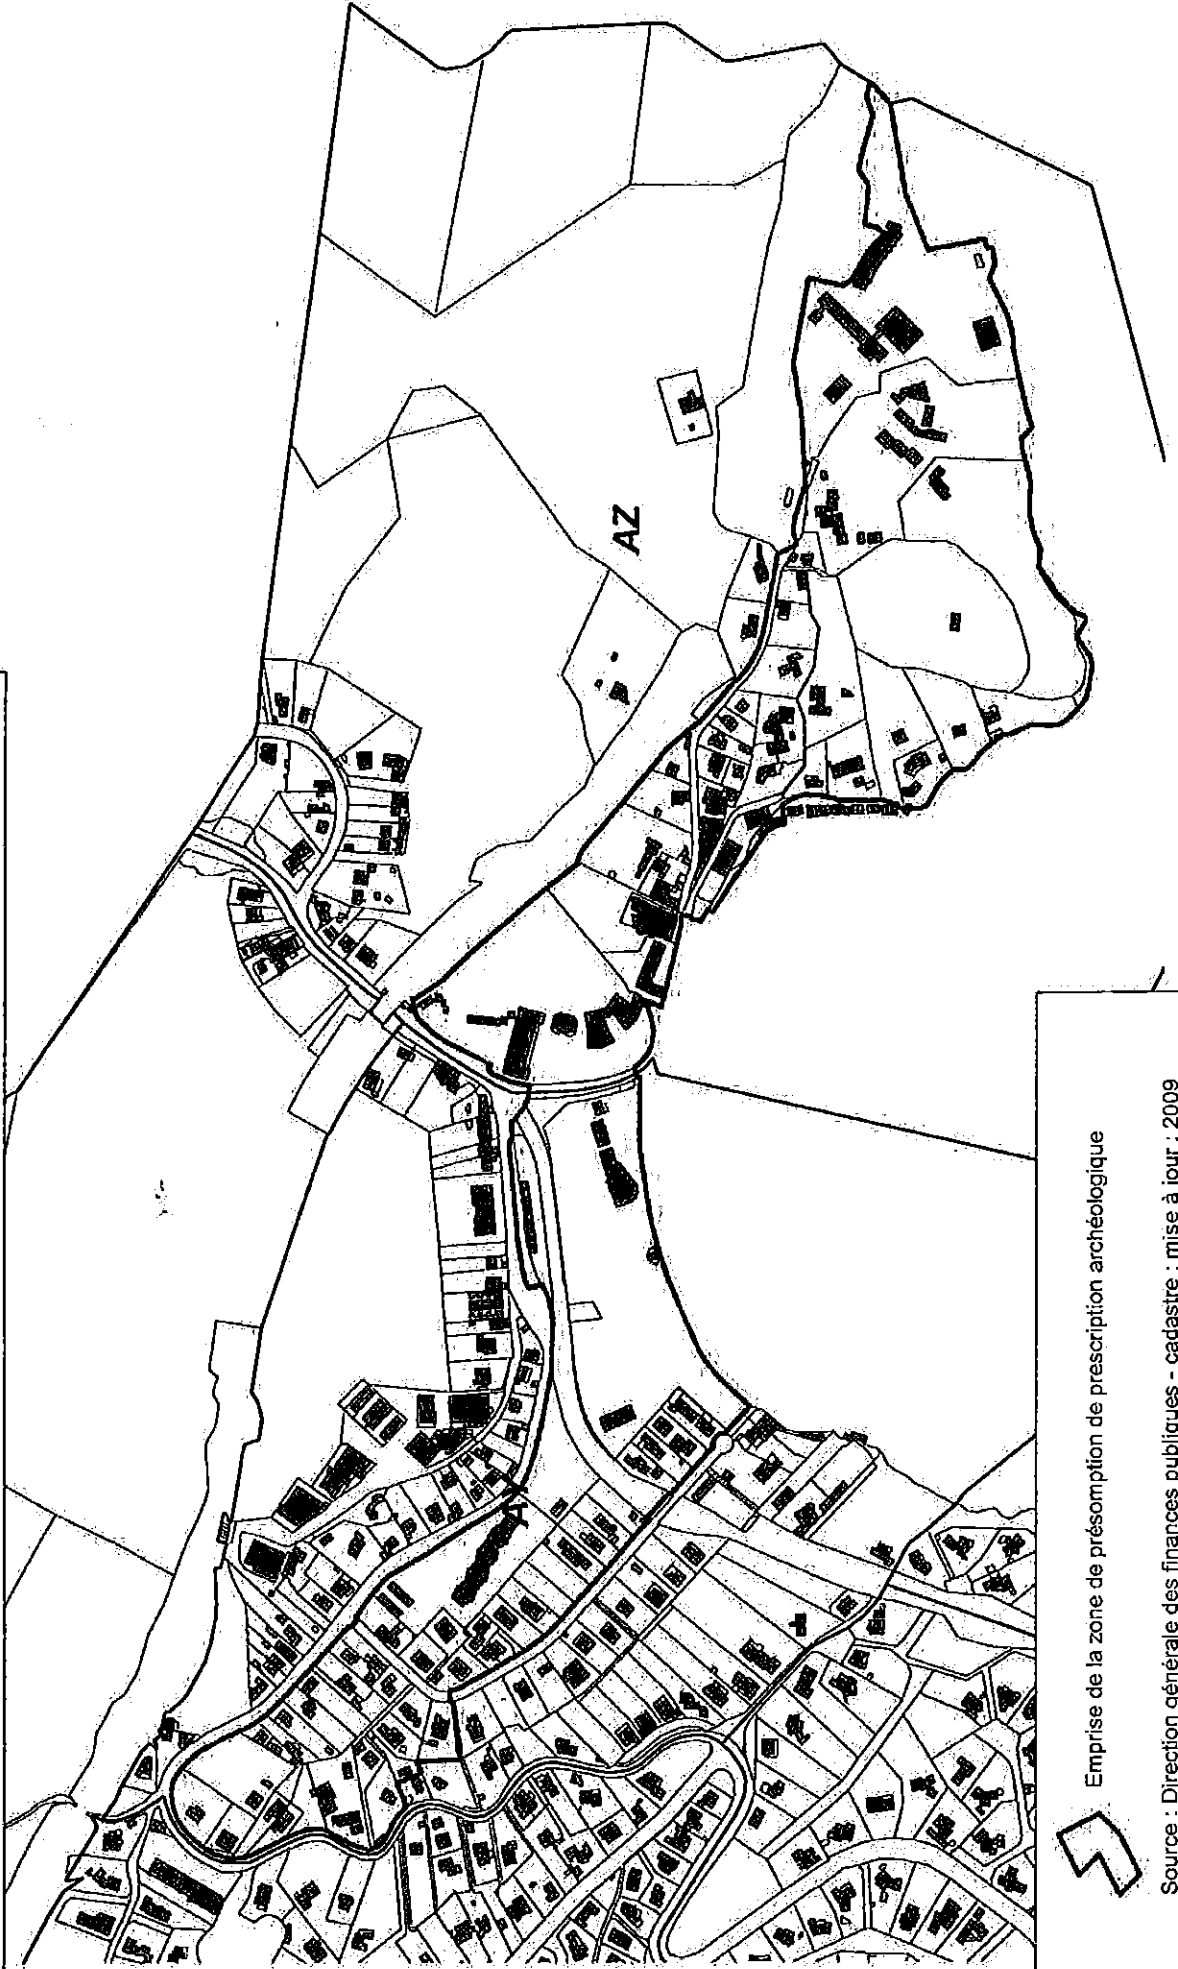 AZ
AY
Emprise de la zone de présomption de prescription archéologique
Source : Direction générale des finances publiques - cadastre : mise à jour : 2009